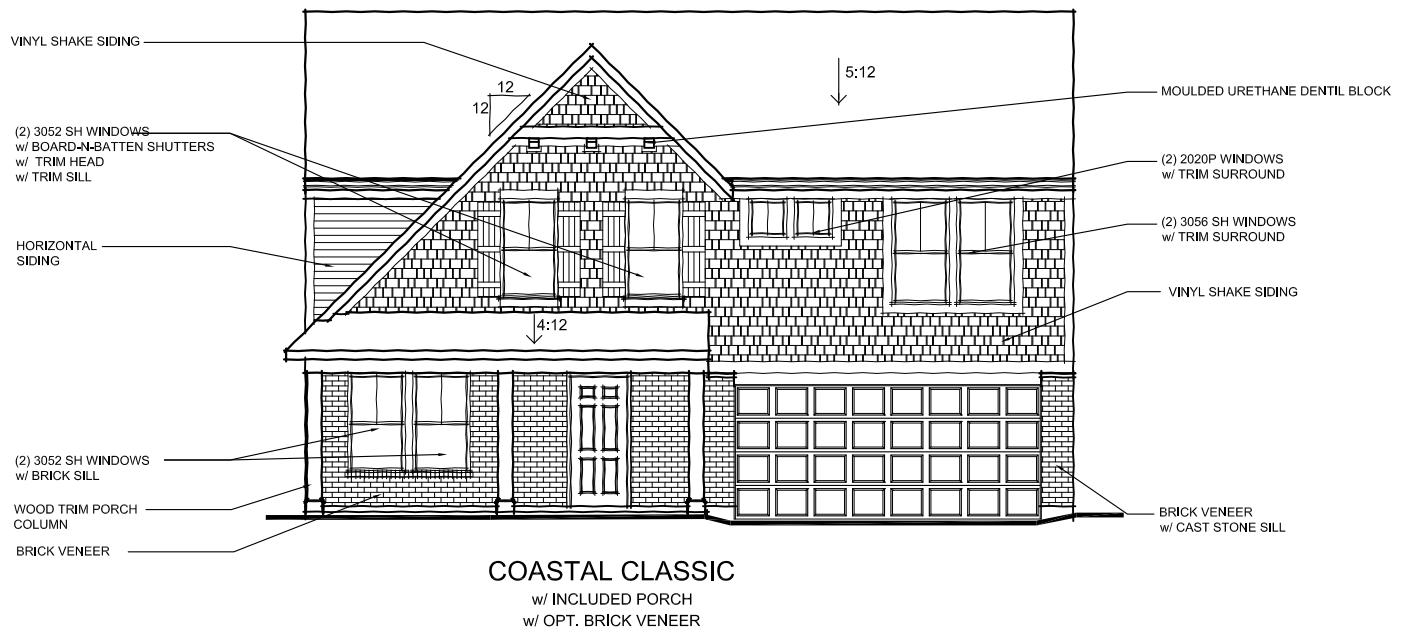 VINYL SHAKE SIDING
12
12
5:12
MOULDED URETHANE DENTIL BLOCK
(2) 3052 SH WINDOWS
w/ BOARD-N-BATTEN SHUTTERS
w/ TRIM HEAD
w/ TRIM SILL
(2) 2020P WINDOWS
w/ TRIM SURROUND
(2) 3056 SH WINDOWS
w/ TRIM SURROUND
HORIZONTAL
SIDING
VINYL SHAKE SIDING
4:12
(2) 3052 SH WINDOWS
w/ BRICK SILL
WOOD TRIM PORCH
COLUMN
BRICK VENEER
BRICK VENEER
w/ CAST STONE SILL
COASTAL CLASSIC
w/ INCLUDED PORCH
w/ OPT. BRICK VENEER